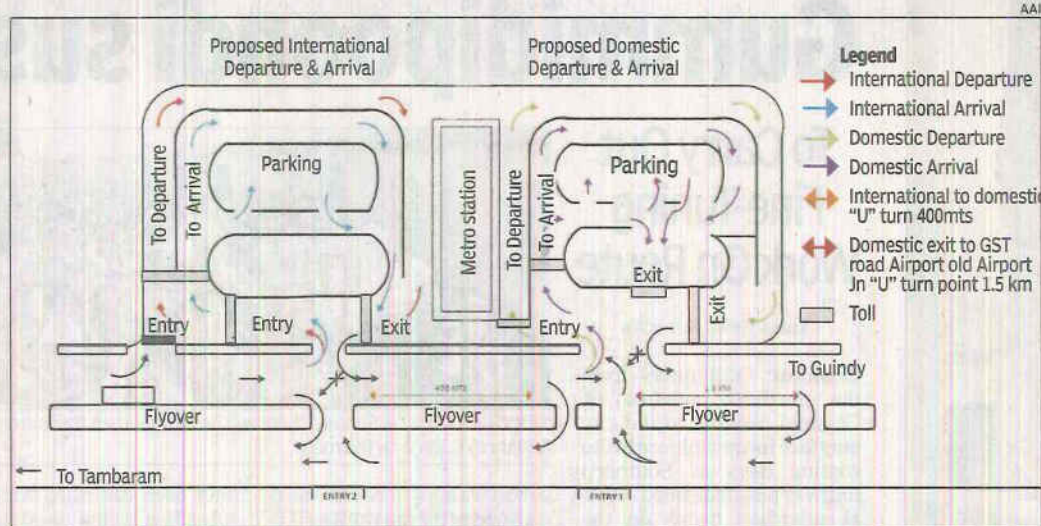 AAI
Proposed International
Departure & Arrival
Proposed Domestic
Departure & Arrival
Legend
International Departure
International Arrival
Domestic Departure
Domestic Arrival
International to domestic
“U” turn 400mts
Domestic exit to GST
road Airport old Airport
Jn “U” turn point 1.5 km
Toll
To Departure
To Arrival
Parking
Metro station
To Departure
To Arrival
Parking
Exit
Entry
Entry
Exit
Entry
Exit
To Guindy
400 MTS
Flyover
Flyover
Flyover
To Tambaram
ENTRY 2
ENTRY 1